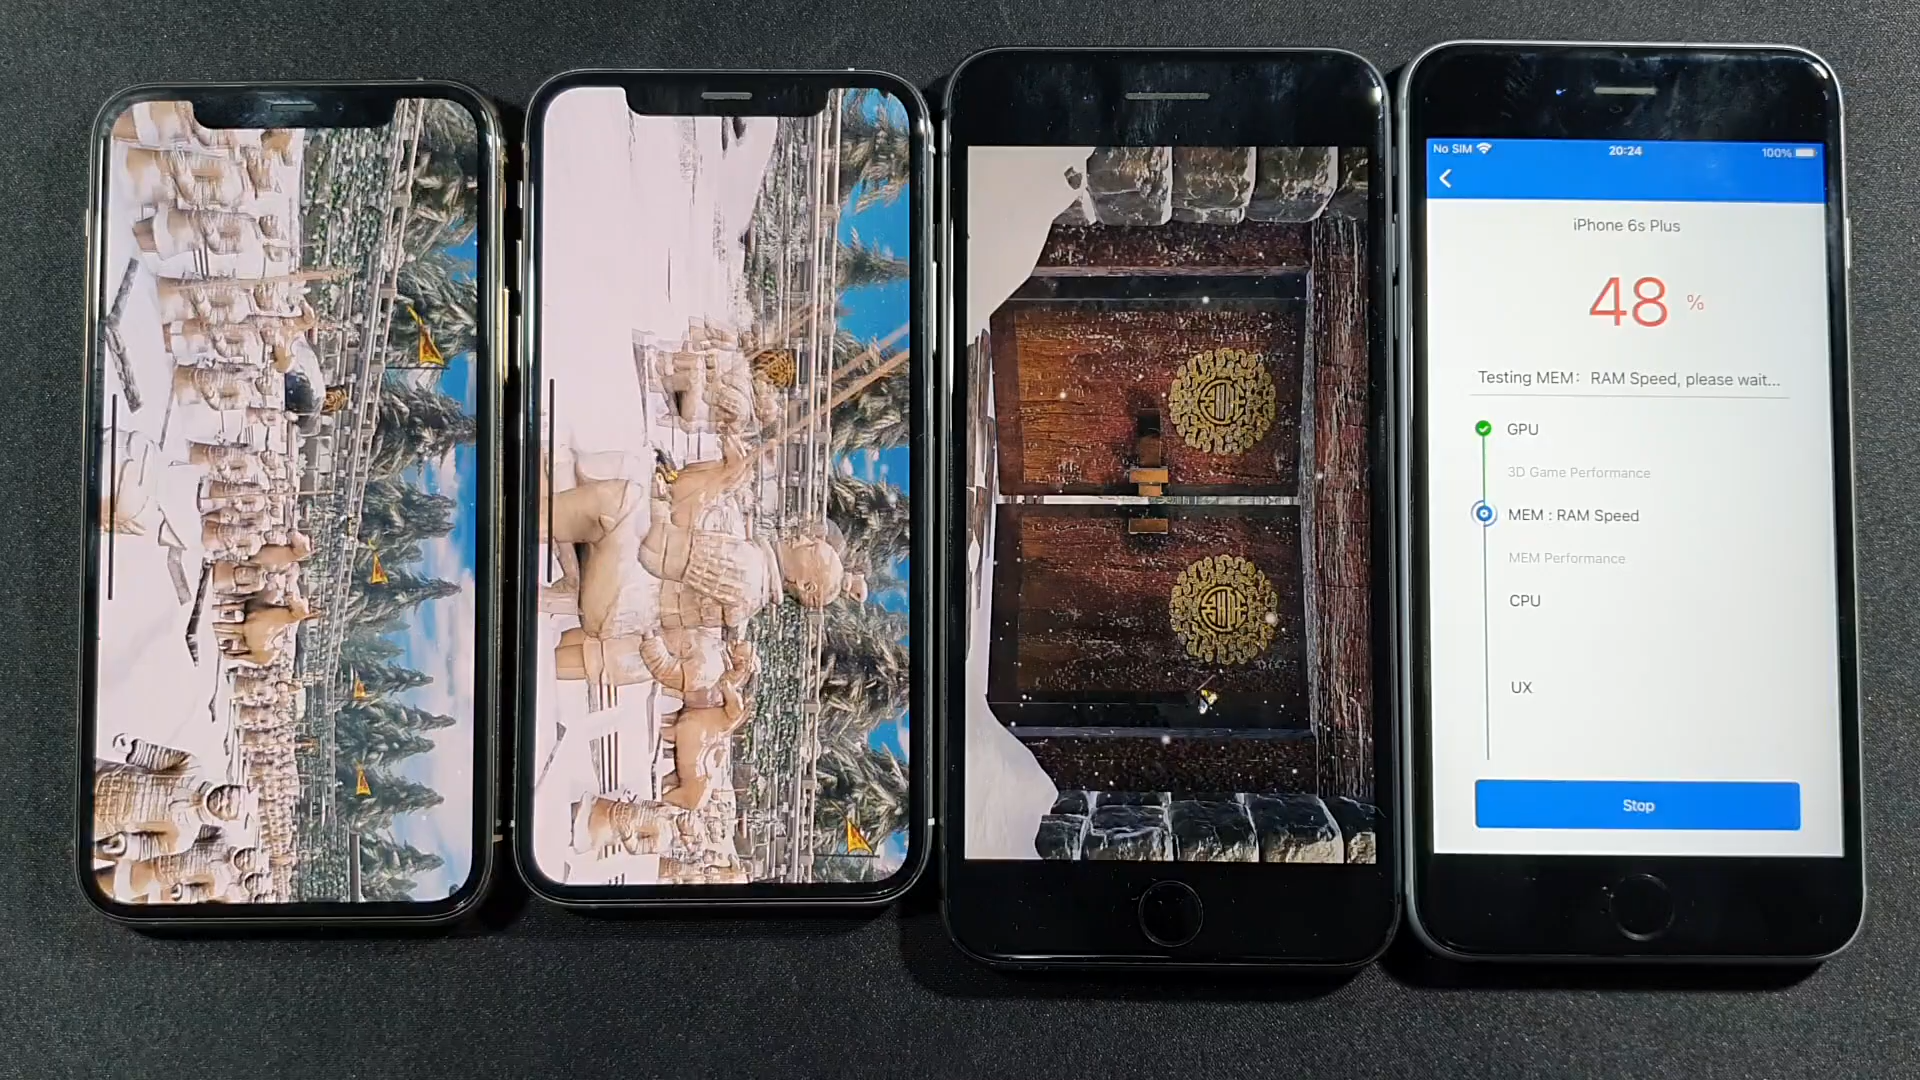 No SIM 20:24 100%
iPhone 6s Plus
48 %
Testing MEM: RAM Speed, please wait...
GPU
3D Game Performance
MEM : RAM Speed
MEM Performance
CPU
UX
Stop